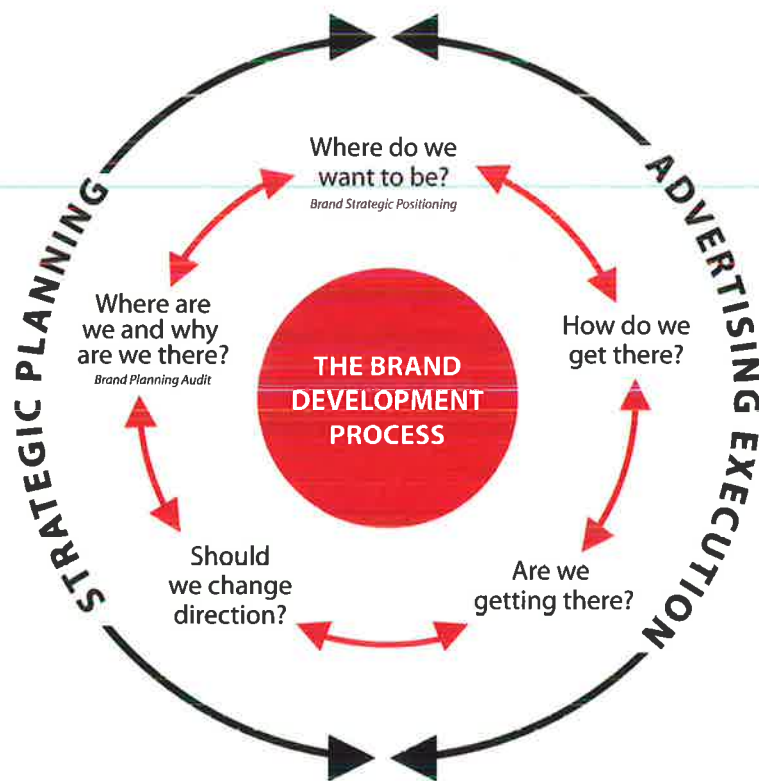 STRATEGIC PLANNING
ADVERTISING EXECUTION
Where do we
want to be?
Brand Strategic Positioning
Where are
we and why
are we there?
Brand Planning Audit
How do we
get there?
THE BRAND
DEVELOPMENT
PROCESS
Should
we change
direction?
Are we
getting there?